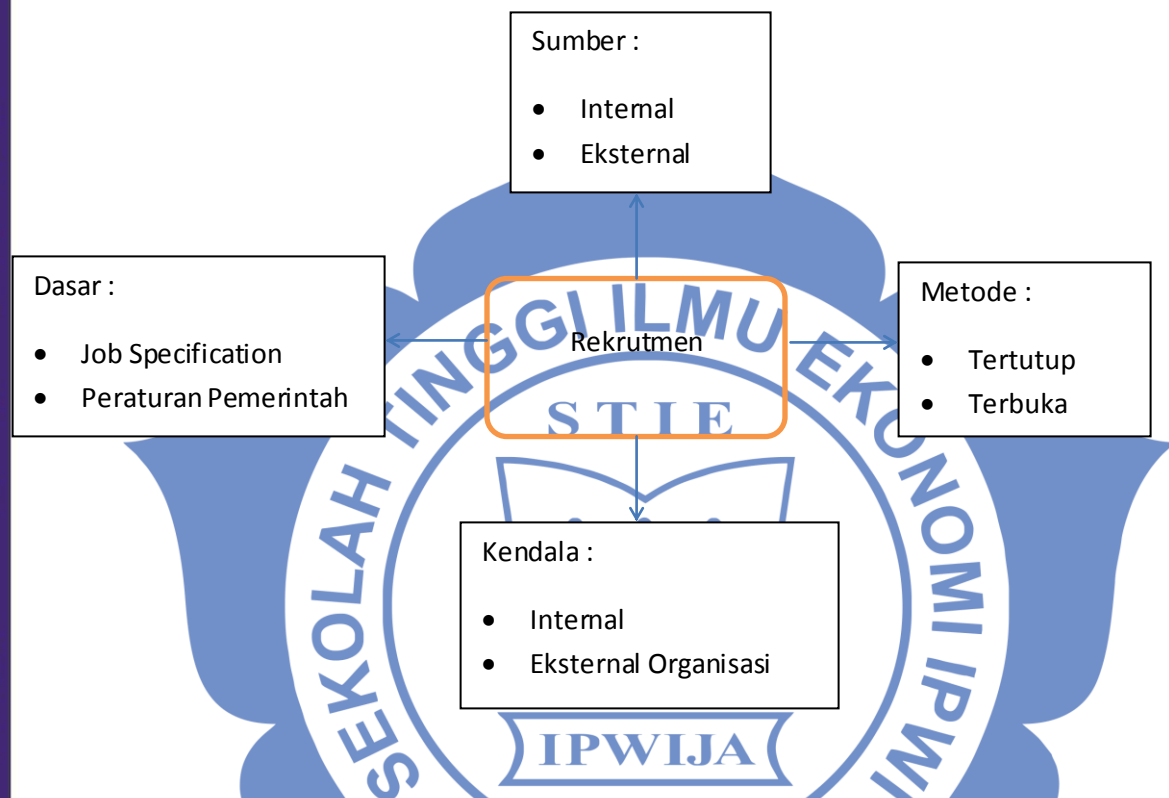 Sumber :
• Internal
• Eksternal
Dasar :
• Job Specification
• Peraturan Pemerintah
Rekrutmen
Metode :
• Tertutup
• Terbuka
Kendala :
• Internal
• Eksternal Organisasi
SEKOLAH TINGGI ILMU EKONOMI IPWI
STIE
IPWIJA